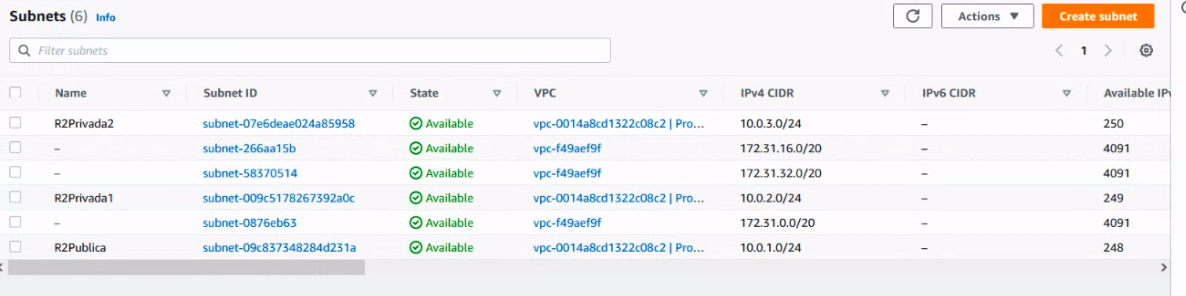 Subnets (6) Info
Actions ▼ Create subnet
Filter subnets
1
Name Subnet ID State VPC IPv4 CIDR IPv6 CIDR Available IPv
R2Privada2 subnet-07e6deae024a85958 Available vpc-0014a8cd1322c08c2 | Pro... 10.0.3.0/24 – 250
– subnet-266aa15b Available vpc-f49aef9f 172.31.16.0/20 – 4091
– subnet-58370514 Available vpc-f49aef9f 172.31.32.0/20 – 4091
R2Privada1 subnet-009c5178267392a0c Available vpc-0014a8cd1322c08c2 | Pro... 10.0.2.0/24 – 249
– subnet-0876eb63 Available vpc-f49aef9f 172.31.0.0/20 – 4091
R2Publica subnet-09c837348284d231a Available vpc-0014a8cd1322c08c2 | Pro... 10.0.1.0/24 – 248